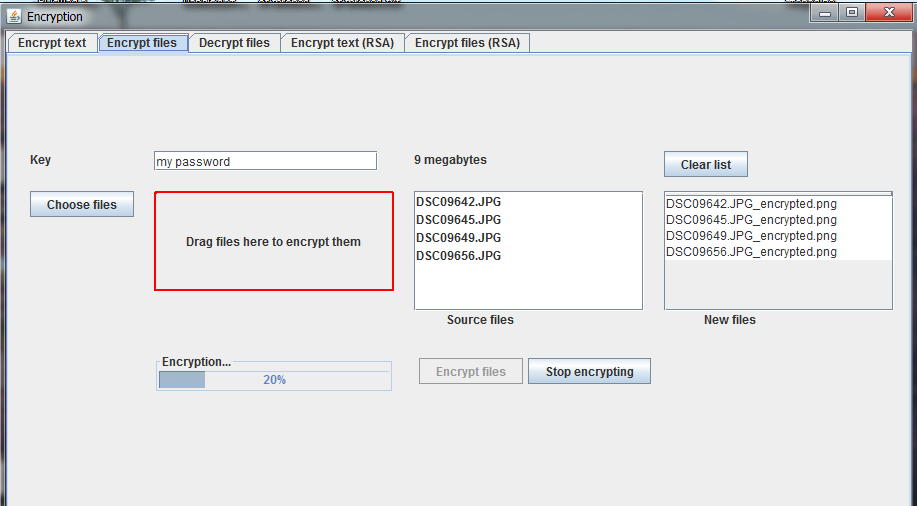 Encryption
Encrypt text
Encrypt files
Decrypt files
Encrypt text (RSA)
Encrypt files (RSA)
Key
my password
9 megabytes
Clear list
Choose files
Drag files here to encrypt them
DSC09642.JPG
DSC09645.JPG
DSC09649.JPG
DSC09656.JPG
Source files
DSC09642.JPG_encrypted.png
DSC09645.JPG_encrypted.png
DSC09649.JPG_encrypted.png
DSC09656.JPG_encrypted.png
New files
Encryption...
20%
Encrypt files
Stop encrypting